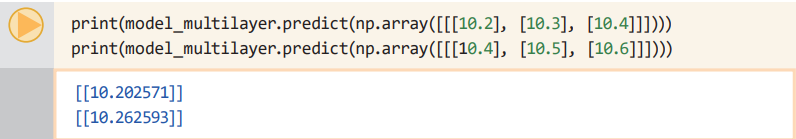 print(model_multilayer.predict(np.array([[[10.2], [10.3], [10.4]]])))
print(model_multilayer.predict(np.array([[[10.4], [10.5], [10.6]]])))
[[10.202571]]
[[10.262593]]